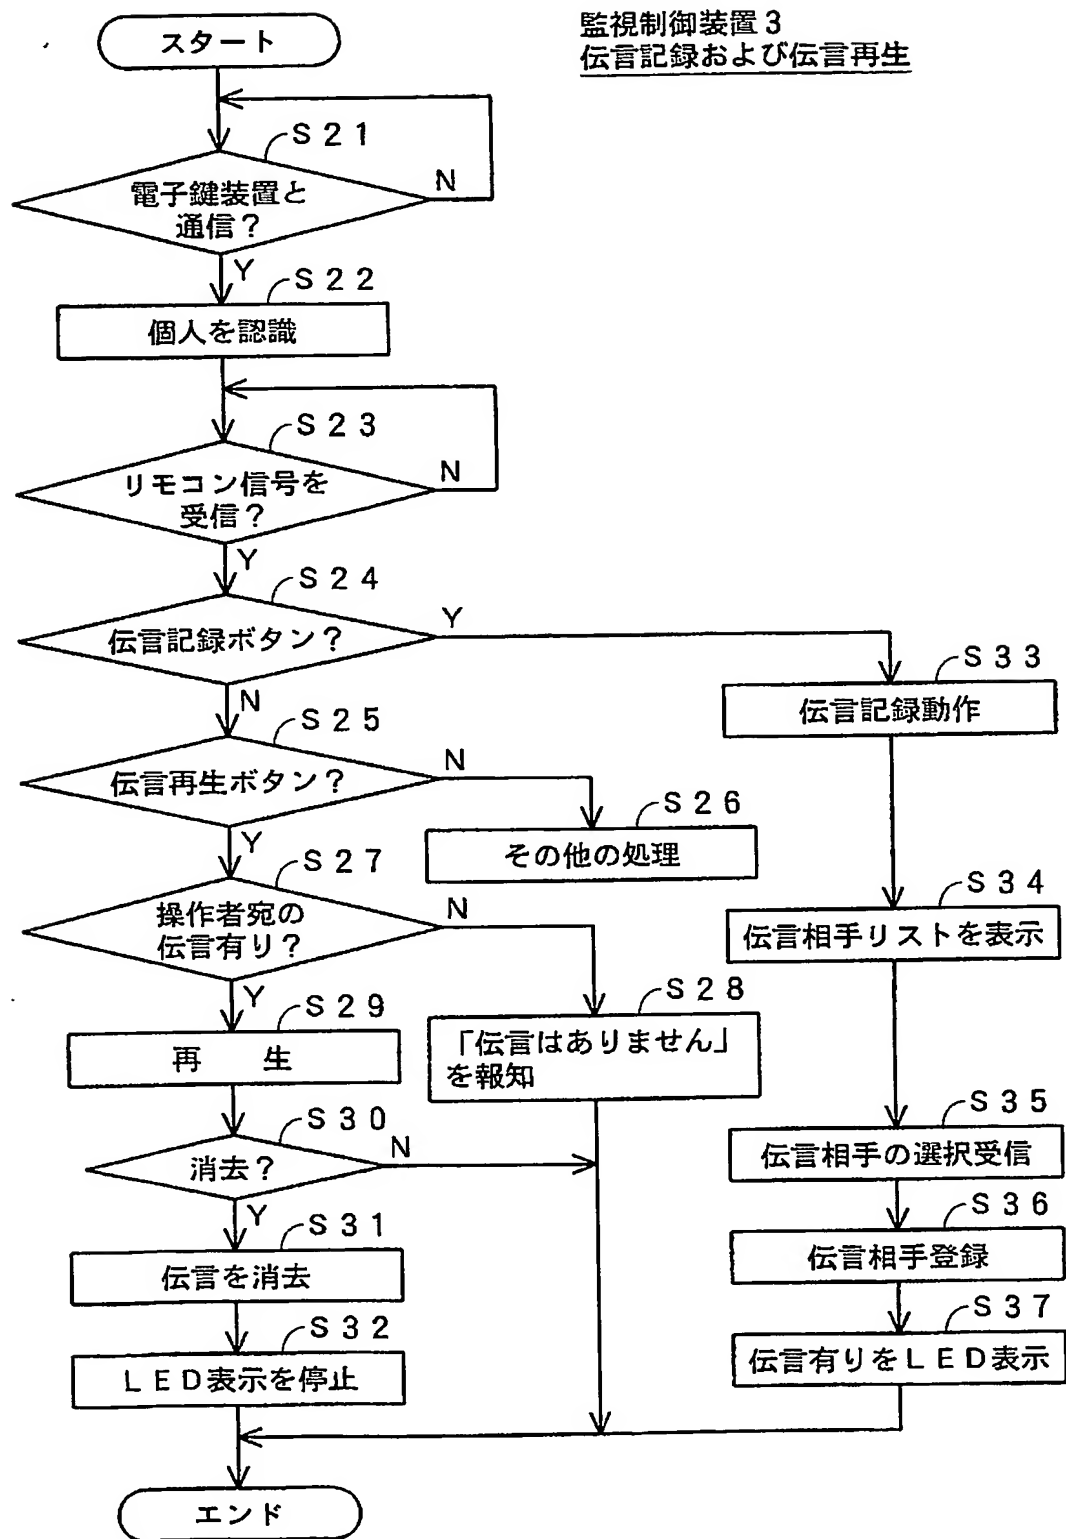 監視制御装置3
伝言記録および伝言再生
スタート
S21
電子鍵装置と
通信?
N
Y
S22
個人を認識
S23
リモコン信号を
受信?
N
Y
S24
伝言記録ボタン?
Y
N
S25
伝言再生ボタン?
N
Y
S26
その他の処理
S27
操作者宛の
伝言有り?
N
Y
S28
「伝言はありません」
を報知
S29
再 生
S30
消去?
N
Y
S31
伝言を消去
S32
LED表示を停止
S33
伝言記録動作
S34
伝言相手リストを表示
S35
伝言相手の選択受信
S36
伝言相手登録
S37
伝言有りをLED表示
エンド